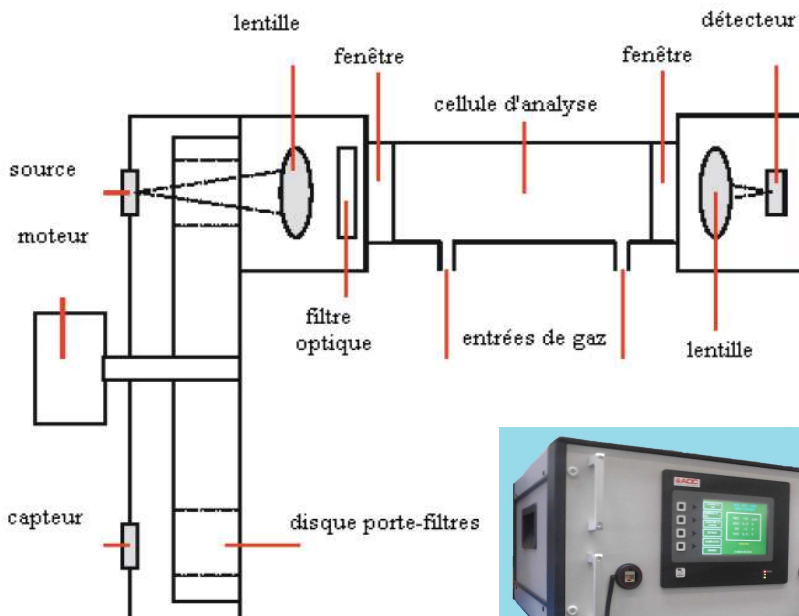 lentille
détecteur
fenêtre
fenêtre
cellule d'analyse
source
moteur
filtre
optique
entrées de gaz
lentille
capteur
disque porte-filtres